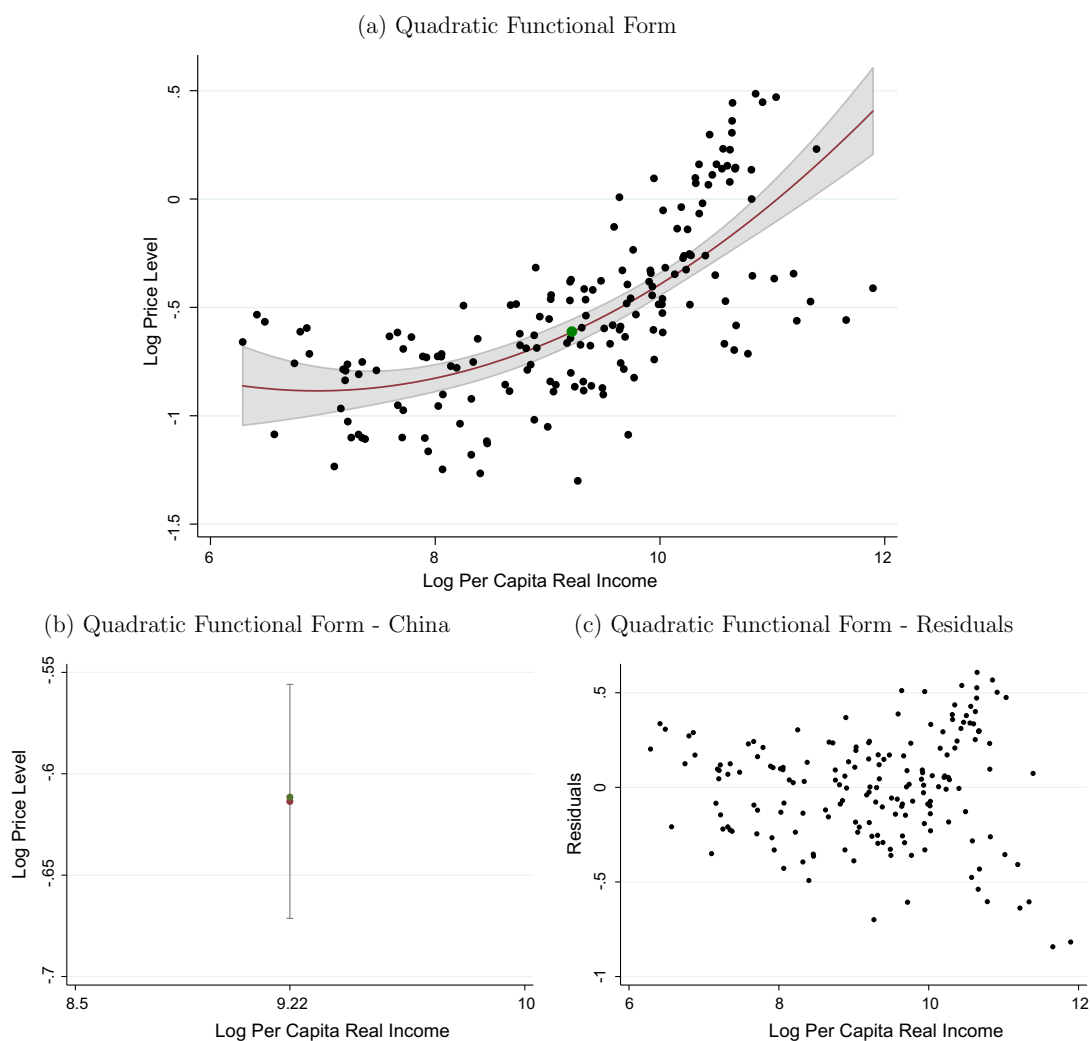 (a) Quadratic Functional Form
.5
0
-.5
-1
-1.5
Log Price Level
6
8
10
12
Log Per Capita Real Income
(b) Quadratic Functional Form - China
-.55
-.6
-.65
-.7
Log Price Level
8.5
9.22
10
Log Per Capita Real Income
(c) Quadratic Functional Form - Residuals
.5
0
-.5
-1
Residuals
6
8
10
12
Log Per Capita Real Income